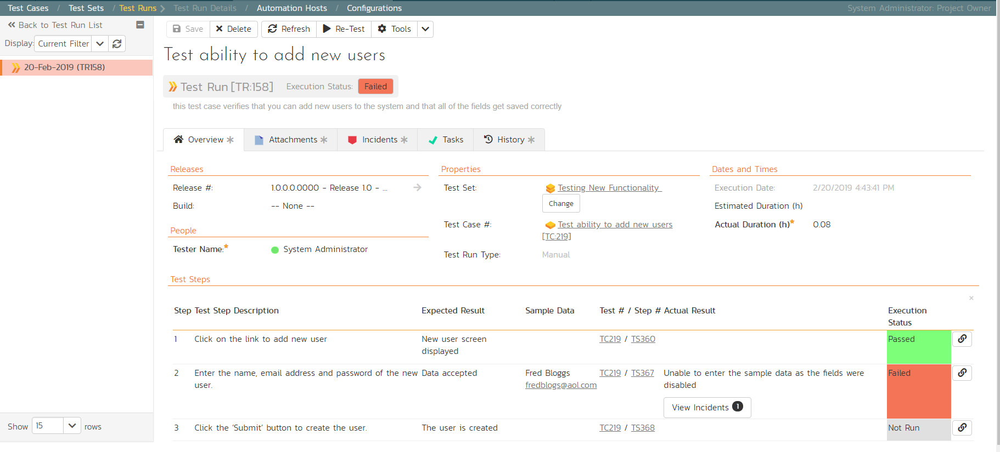 Test Cases / Test Sets / Test Runs Test Run Details / Automation Hosts / Configurations System Administrator: Project Owner
Back to Test Run List
Display: Current Filter
20-Feb-2019 (TR158)
Show 15 rows
Save Delete Refresh Re-Test Tools
Test ability to add new users
Test Run [TR:158] Execution Status: Failed
this test case verifies that you can add new users to the system and that all of the fields get saved correctly
Overview Attachments Incidents Tasks History
Releases
Release #: 1.0.0.0.0000 - Release 1.0 - ...
Build: -- None --
People
Tester Name: System Administrator
Properties
Test Set: Testing New Functionality
Change
Test Case #: Test ability to add new users
[TC:219]
Test Run Type: Manual
Dates and Times
Execution Date: 2/20/2019 4:43:41 PM
Estimated Duration (h)
Actual Duration (h) 0.08
Test Steps
×
Step Test Step Description Expected Result Sample Data Test # / Step # Actual Result Execution
Status
1 Click on the link to add new user New user screen TC219 / TS360 Passed
displayed
2 Enter the name, email address and password of the new Data accepted Fred Bloggs TC219 / TS367 Unable to enter the sample data as the fields were Failed
user. fredblogs@aol.com disabled
View Incidents 1
3 Click the ‘Submit’ button to create the user. The user is created TC219 / TS368 Not Run